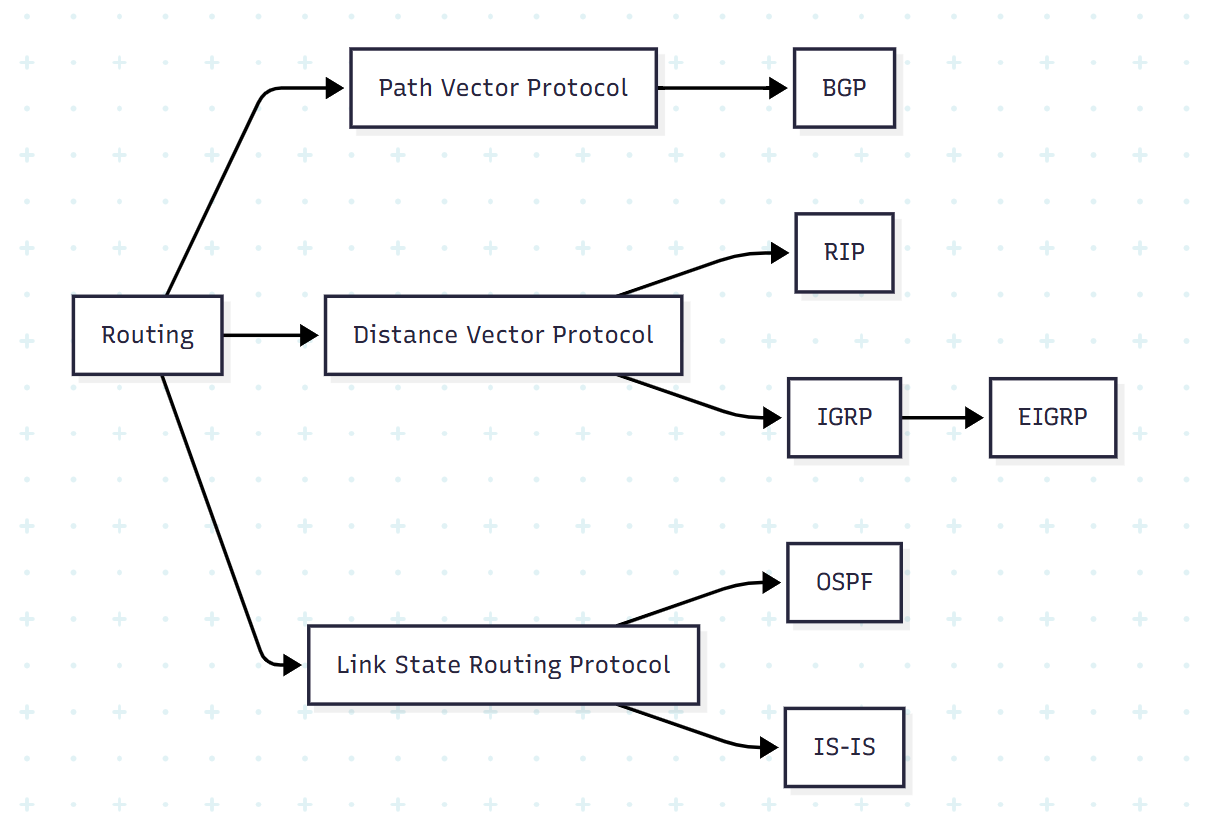 Path Vector Protocol
BGP
RIP
Routing
Distance Vector Protocol
IGRP
EIGRP
OSPF
Link State Routing Protocol
IS-IS